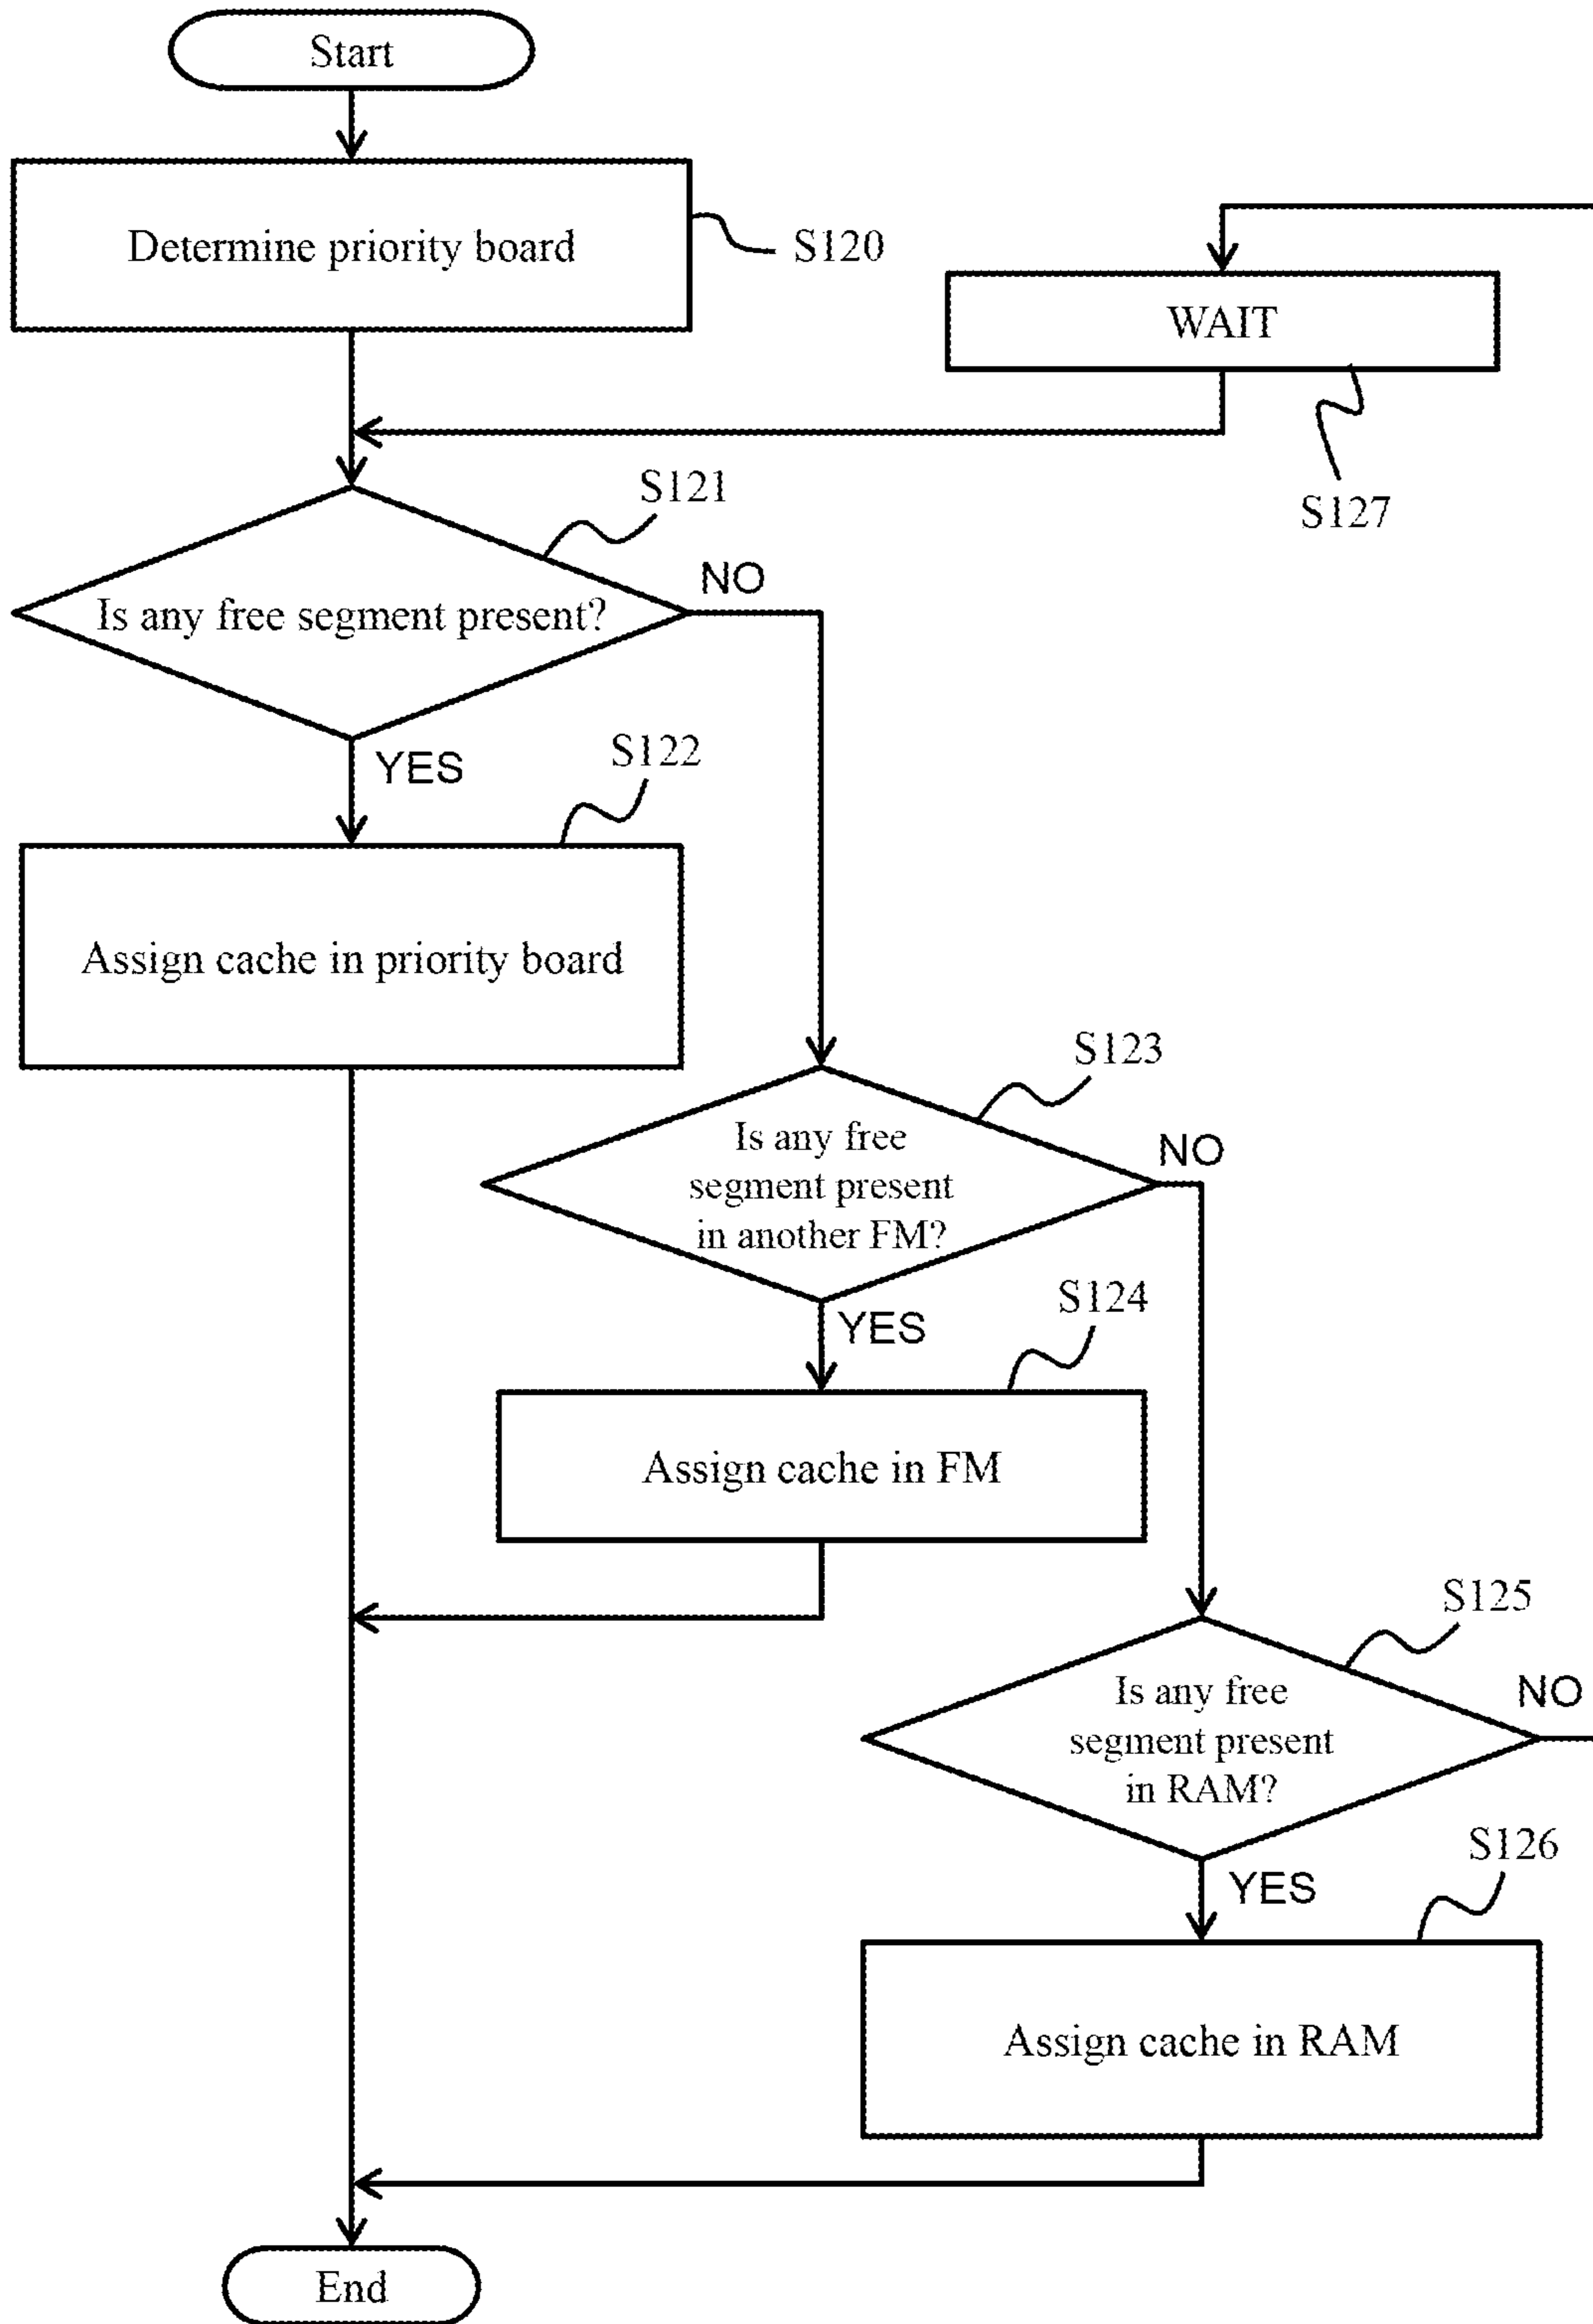 Start
Determine priority board
S120
WAIT
S127
S121
Is any free segment present?
NO
YES
S122
Assign cache in priority board
S123
Is any free
segment present
in another FM?
NO
YES
S124
Assign cache in FM
S125
Is any free
segment present
in RAM?
NO
YES
S126
Assign cache in RAM
End